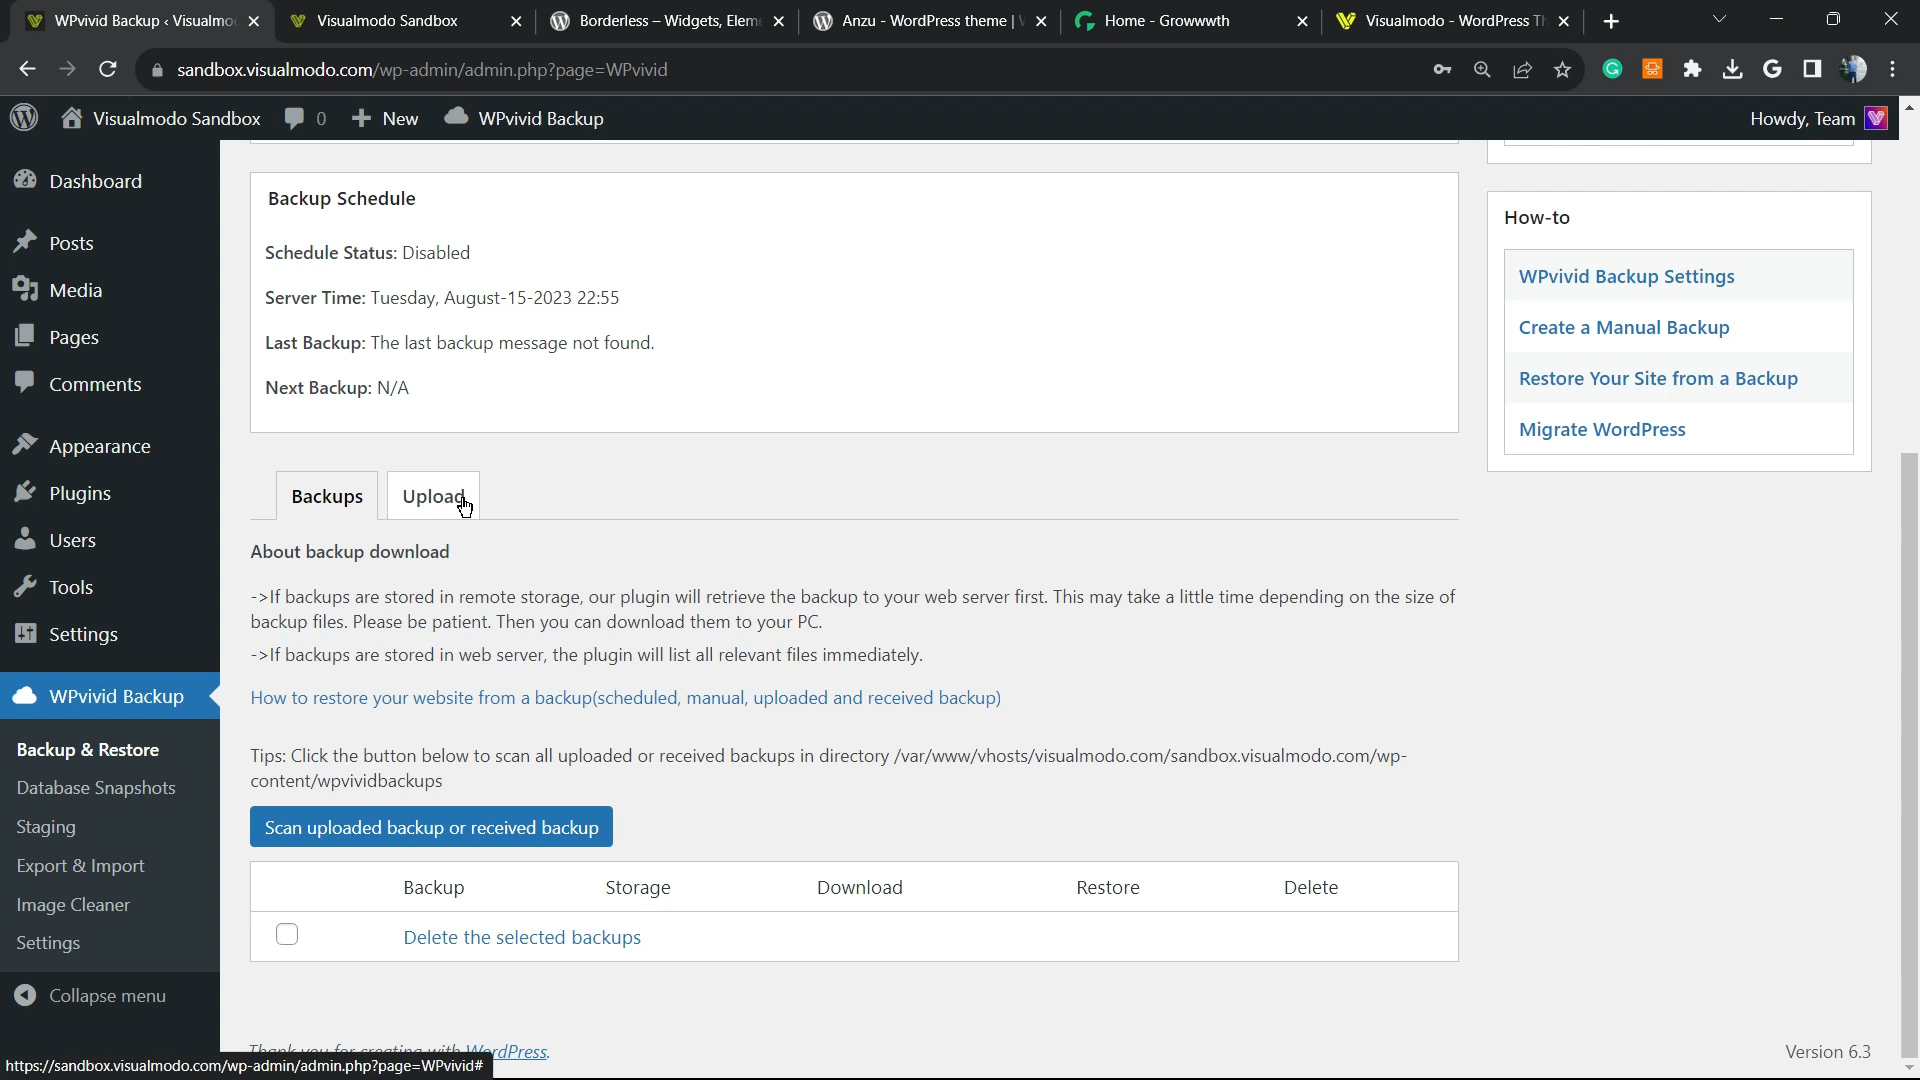 WPvivid Backup ‹ Visualmo
Visualmodo Sandbox
Borderless – Widgets, Elem
Anzu - WordPress theme |
Home - Growwwth
Visualmodo - WordPress Th
sandbox.visualmodo.com/wp-admin/admin.php?page=WPvivid
Visualmodo Sandbox
0
New
WPvivid Backup
Howdy, Team
Dashboard
Posts
Media
Pages
Comments
Appearance
Plugins
Users
Tools
Settings
WPvivid Backup
Backup & Restore
Database Snapshots
Staging
Export & Import
Image Cleaner
Settings
Collapse menu
Backup Schedule
Schedule Status: Disabled
Server Time: Tuesday, August-15-2023 22:55
Last Backup: The last backup message not found.
Next Backup: N/A
Backups
Upload
About backup download
->If backups are stored in remote storage, our plugin will retrieve the backup to your web server first. This may take a little time depending on the size of
backup files. Please be patient. Then you can download them to your PC.
->If backups are stored in web server, the plugin will list all relevant files immediately.
How to restore your website from a backup(scheduled, manual, uploaded and received backup)
Tips: Click the button below to scan all uploaded or received backups in directory /var/www/vhosts/visualmodo.com/sandbox.visualmodo.com/wp-
content/wpvividbackups
Scan uploaded backup or received backup
Backup Storage Download Restore Delete
Delete the selected backups
How-to
WPvivid Backup Settings
Create a Manual Backup
Restore Your Site from a Backup
Migrate WordPress
Thank you for creating with WordPress.
Version 6.3
https://sandbox.visualmodo.com/wp-admin/admin.php?page=WPvivid#